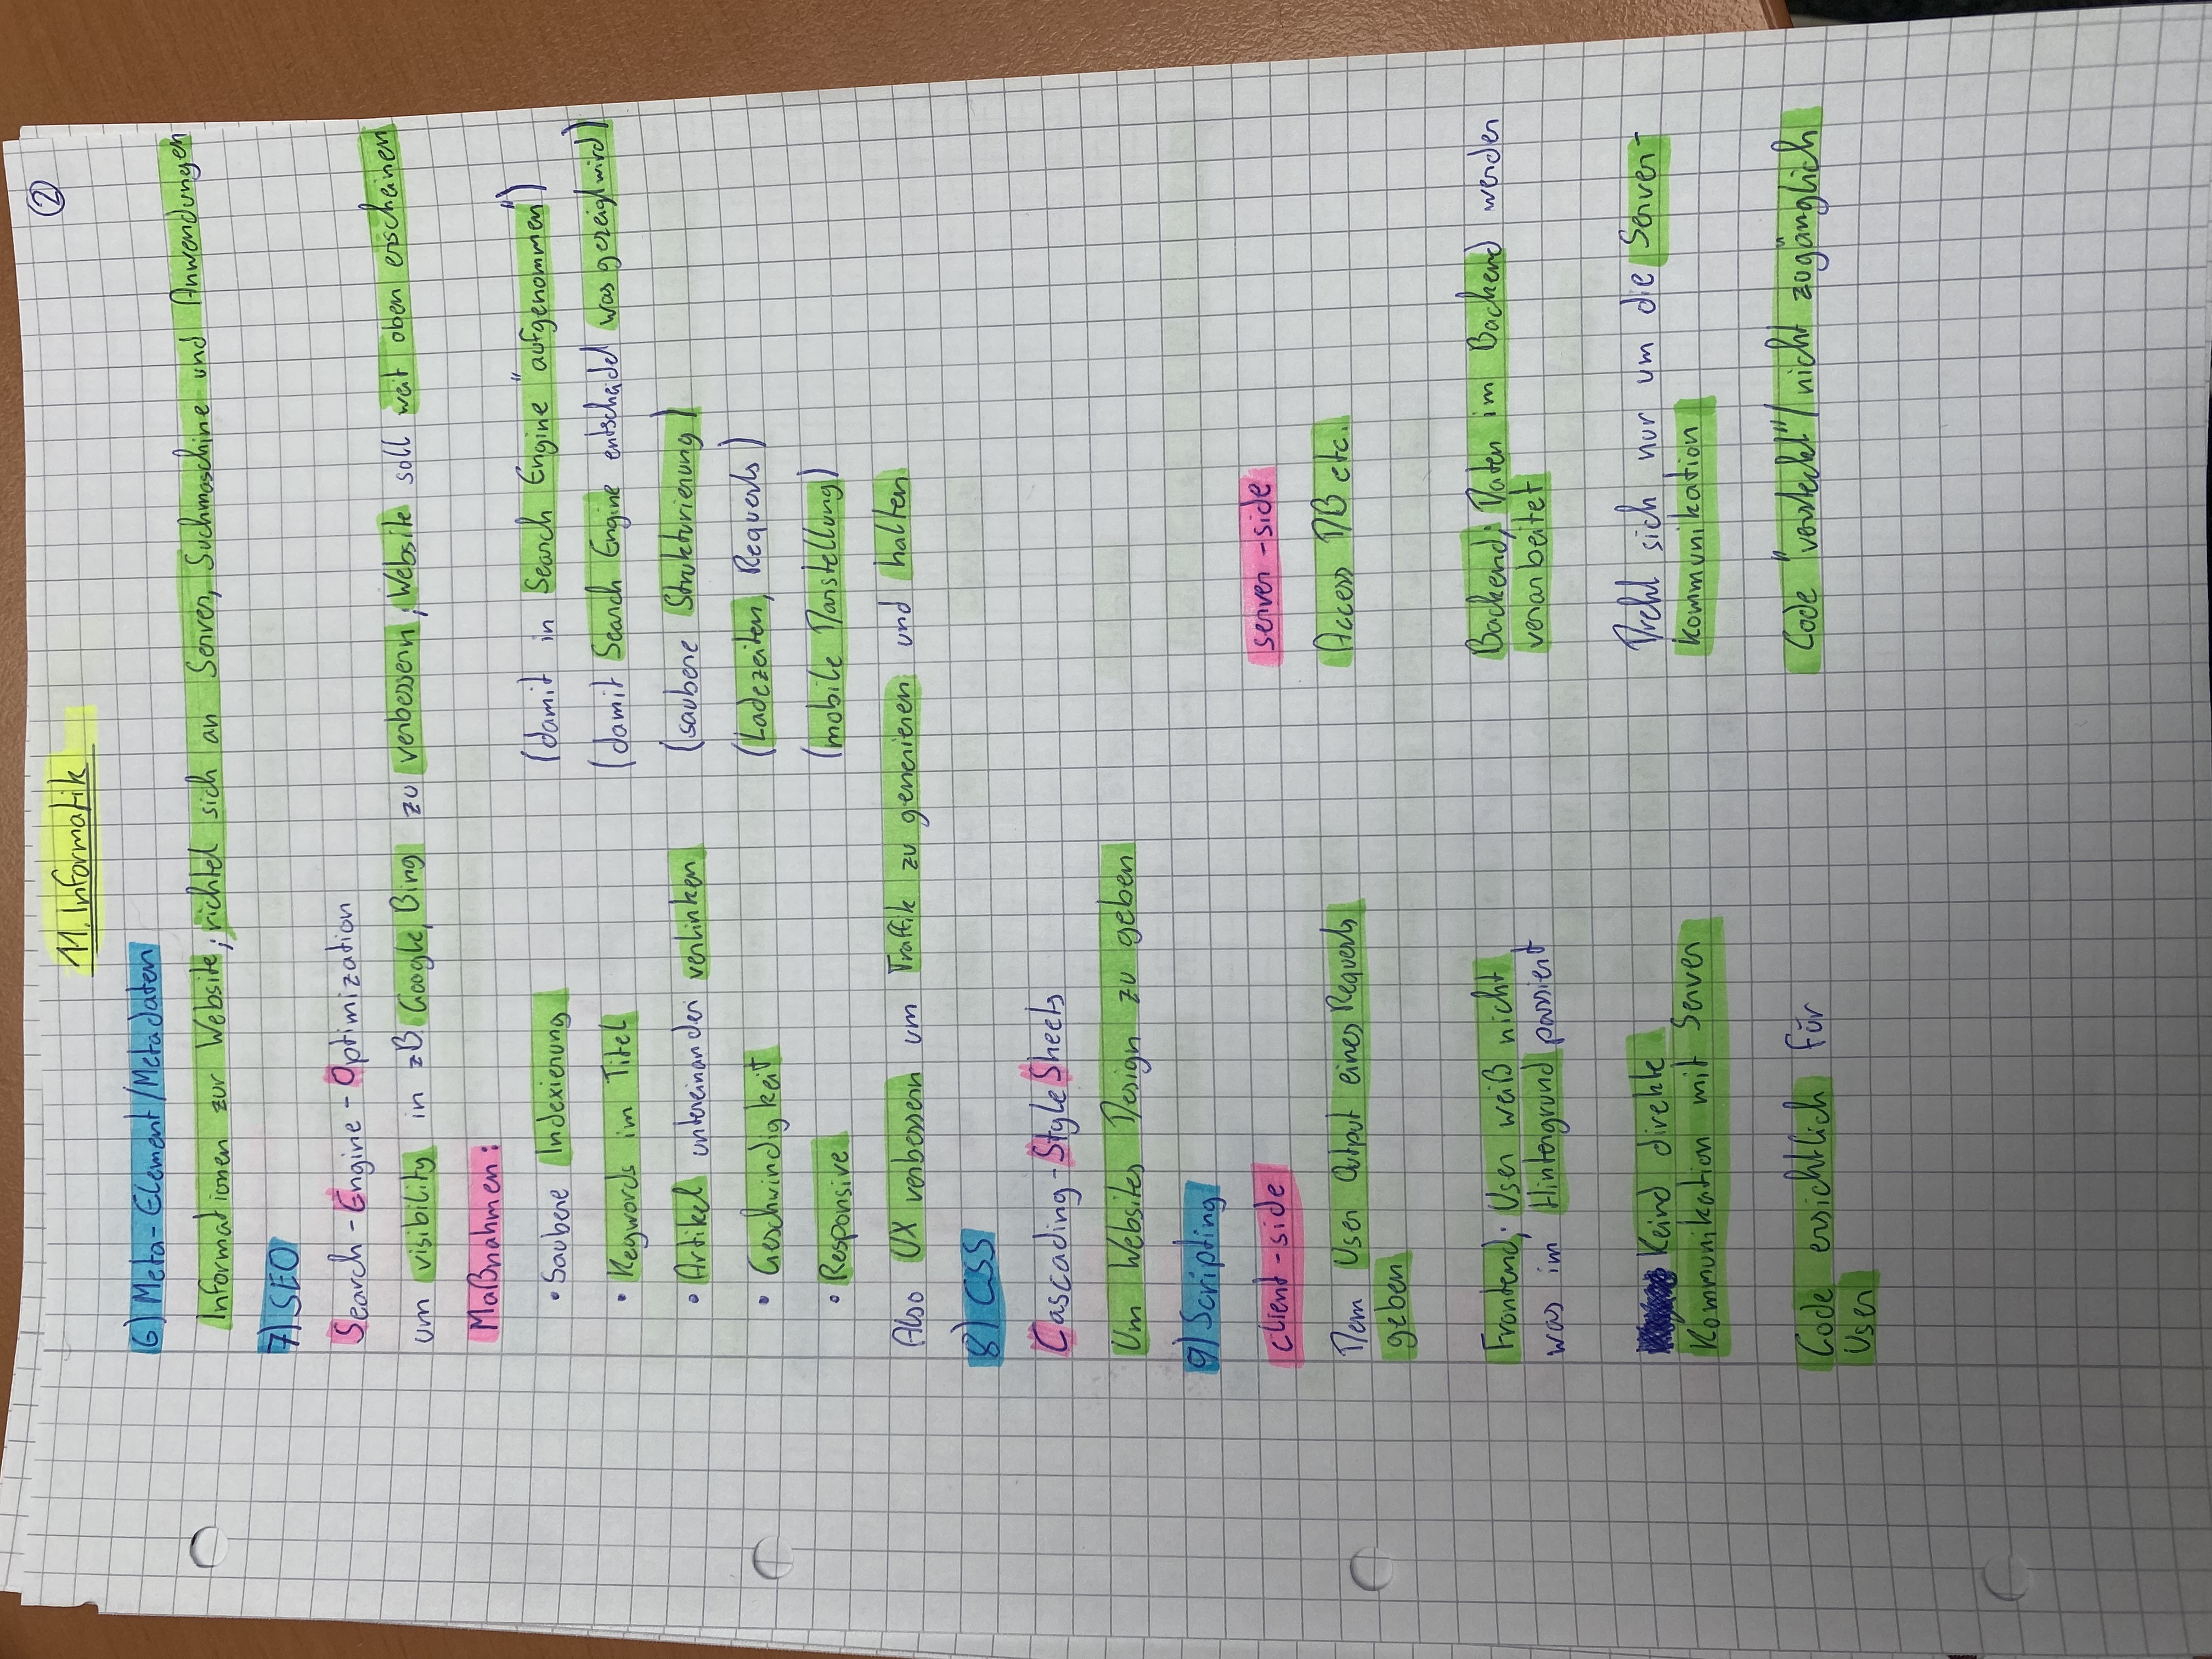 11. Informatik
②
6) Meta-Element/Metadaten
Informationen zur Website; richtet sich an Server, Suchmaschine und Anwendungen
7) SEO
Search-Engine-Optimization
um visibility in zB Google, Bing zu verbessern; Website soll weit oben erscheinen
Maßnahmen:
• Saubere Indexierung (damit in Search Engine "aufgenommen")
• Keywords im Titel (damit Search Engine entscheidet was gezeigt wird)
• Artikel untereinander verlinken (saubere Strukturierung)
• Geschwindigkeit (Ladezeiten, Requests)
• Responsive (mobile Darstellung)
Also UX verbessern um Traffik zu generieren und halten
8) CSS
Cascading-StyleSheets
Um Websites Design zu geben
9) Scripting
client-side server-side
Dem User Output eines Requests Access DB etc.
geben
Frontend; User weiß nicht Backend; Daten im Backend werden
was im Hintergrund passiert verarbeitet
Keind direkte Dreht sich nur um die Server-
Kommunikation mit Server kommunikation
Code ersichtlich für Code "versteckt"/nicht zugänglich
User